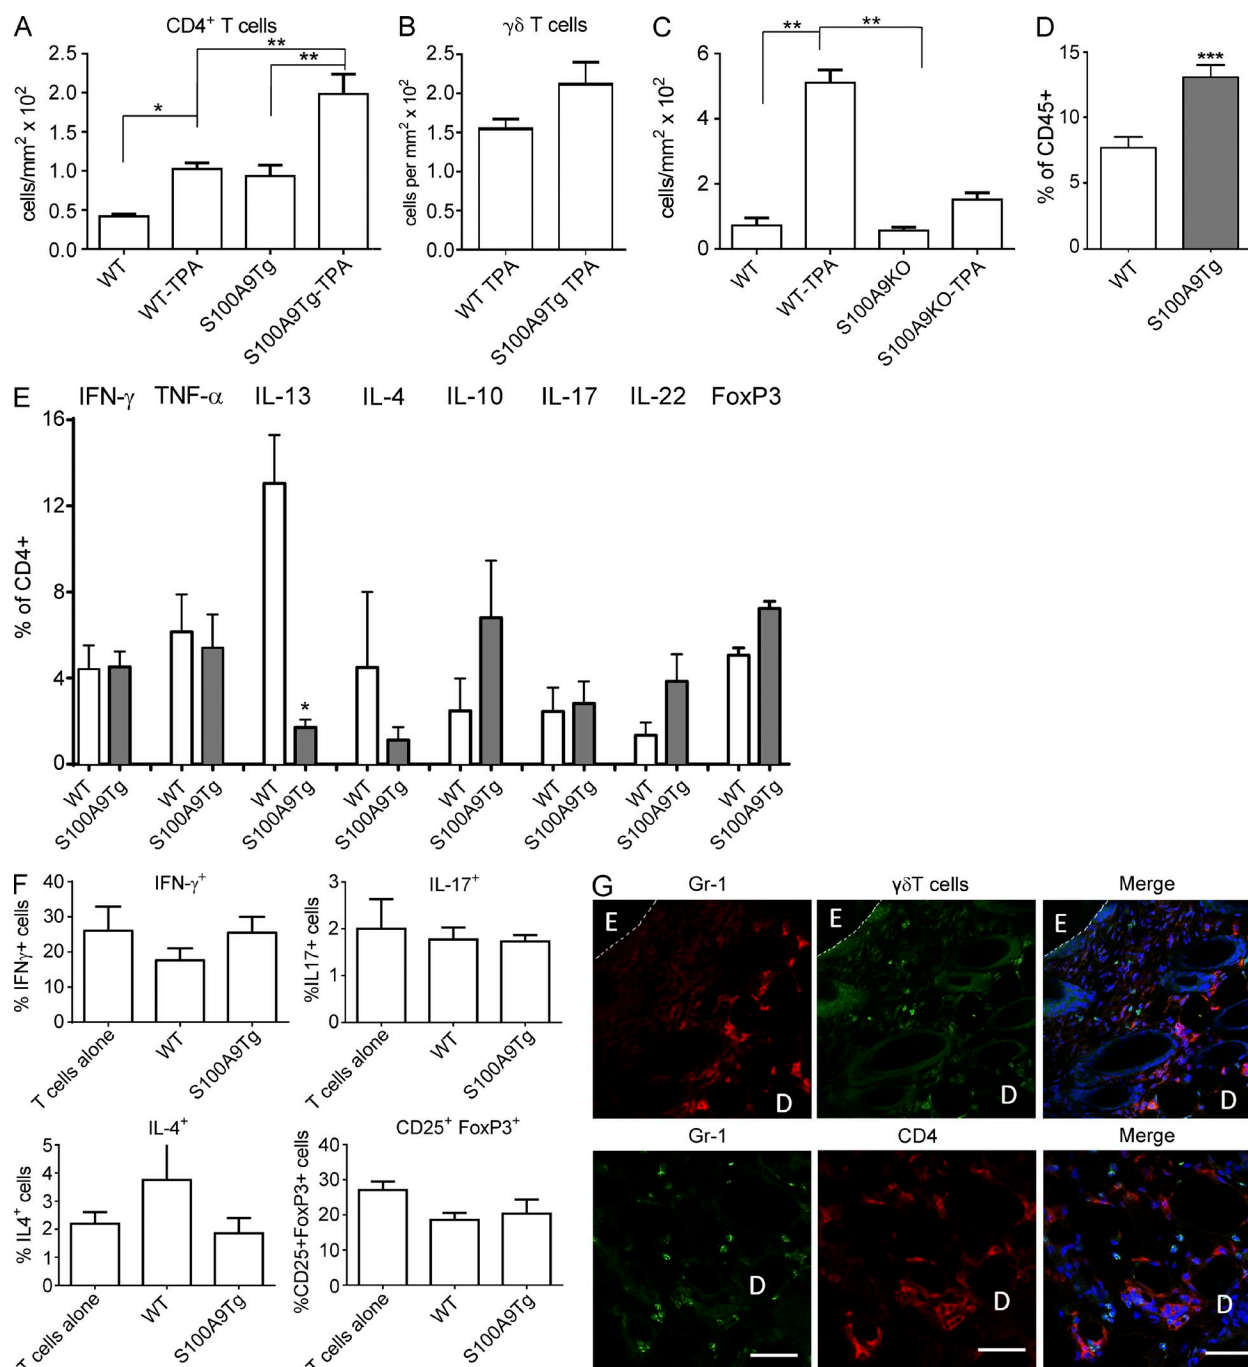 A
CD4⁺ T cells
**
**
*
cells/mm² x 10²
2.5
2.0
1.5
1.0
0.5
0.0
WT
WT-TPA
S100A9Tg
S100A9Tg-TPA
B
γδ T cells
cells per mm² x 10²
2.5
2.0
1.5
1.0
0.5
0.0
WT TPA
S100A9Tg TPA
C
**
**
cells/mm² x 10²
6
4
2
0
WT
WT-TPA
S100A9KO
S100A9KO-TPA
D
***
% of CD45+
15
10
5
0
WT
S100A9Tg
E
IFN-γ TNF-α IL-13 IL-4 IL-10 IL-17 IL-22 FoxP3
% of CD4+
16
12
8
4
0
*
WT S100A9Tg WT S100A9Tg WT S100A9Tg WT S100A9Tg WT S100A9Tg WT S100A9Tg WT S100A9Tg WT S100A9Tg
F
IFN-γ⁺
% IFNγ+ cells
40
30
20
10
0
T cells alone
WT
S100A9Tg
IL-17⁺
%IL17+ cells
3
2
1
0
T cells alone
WT
S100A9Tg
IL-4⁺
% IL4⁺ cells
5
4
3
2
1
0
T cells alone
WT
S100A9Tg
CD25⁺ FoxP3⁺
%CD25+FoxP3+ cells
40
30
20
10
0
T cells alone
WT
S100A9Tg
G
Gr-1 γδT cells Merge
E E E
D D D
Gr-1 CD4 Merge
D D D